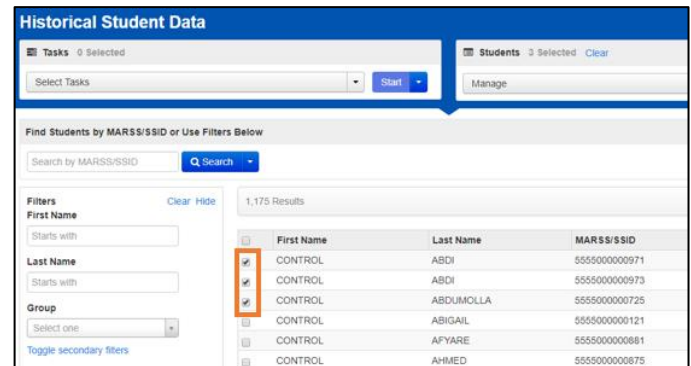 Historical Student Data
Tasks 0 Selected
Students 3 Selected Clear
Select Tasks
Start
Manage
Find Students by MARSS/SSID or Use Filters Below
Search by MARSS/SSID
Search
Filters Clear Hide
1,175 Results
First Name
Starts with
First Name Last Name MARSS/SSID
Last Name
CONTROL ABDI 5555000000971
Starts with
CONTROL ABDI 5555000000973
Group
CONTROL ABDUMOLLA 5555000000725
Select one
CONTROL ABIGAIL 5555000000121
Toggle secondary filters
CONTROL AFYARE 5555000000881
CONTROL AHMED 5555000000875